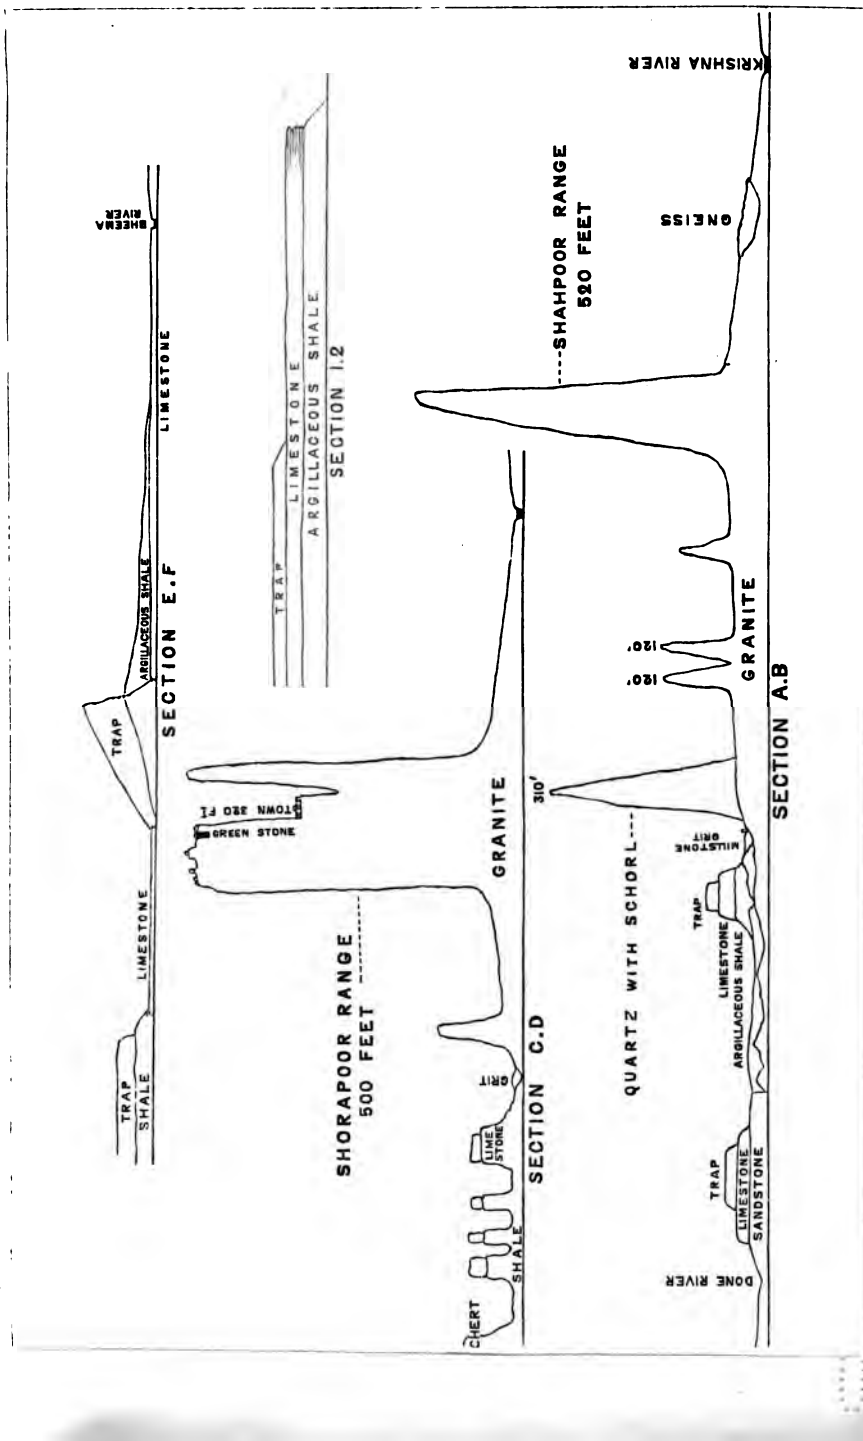 BHEEMA
RIVER
LIMESTONE
ARGILLACEOUS SHALE
TRAP
LIMESTONE
TRAP
SHALE
SECTION E.F
TRAP
LIMESTONE
ARGILLACEOUS SHALE
SECTION 1.2
TOWN 320 FT
GREEN STONE
SHORAPOOR RANGE
500 FEET
GRANITE
GRIT
LIME
STONE
SHALE
CHERT
SECTION C.D
KRISHNA RIVER
GNEISS
SHAHPOOR RANGE
520 FEET
GRANITE
120'
120'
310'
QUARTZ WITH SCHORL
MILLSTONE
GRIT
TRAP
LIMESTONE
ARGILLACEOUS SHALE
TRAP
LIMESTONE
SANDSTONE
DONE RIVER
SECTION A.B